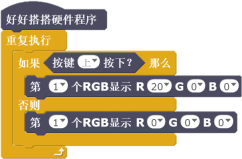 好好搭搭硬件程序
重复执行
如果 按键 上 按下？ 那么
第 1 个RGB显示 R 20 G 0 B 0
否则
第 1 个RGB显示 R 0 G 0 B 0